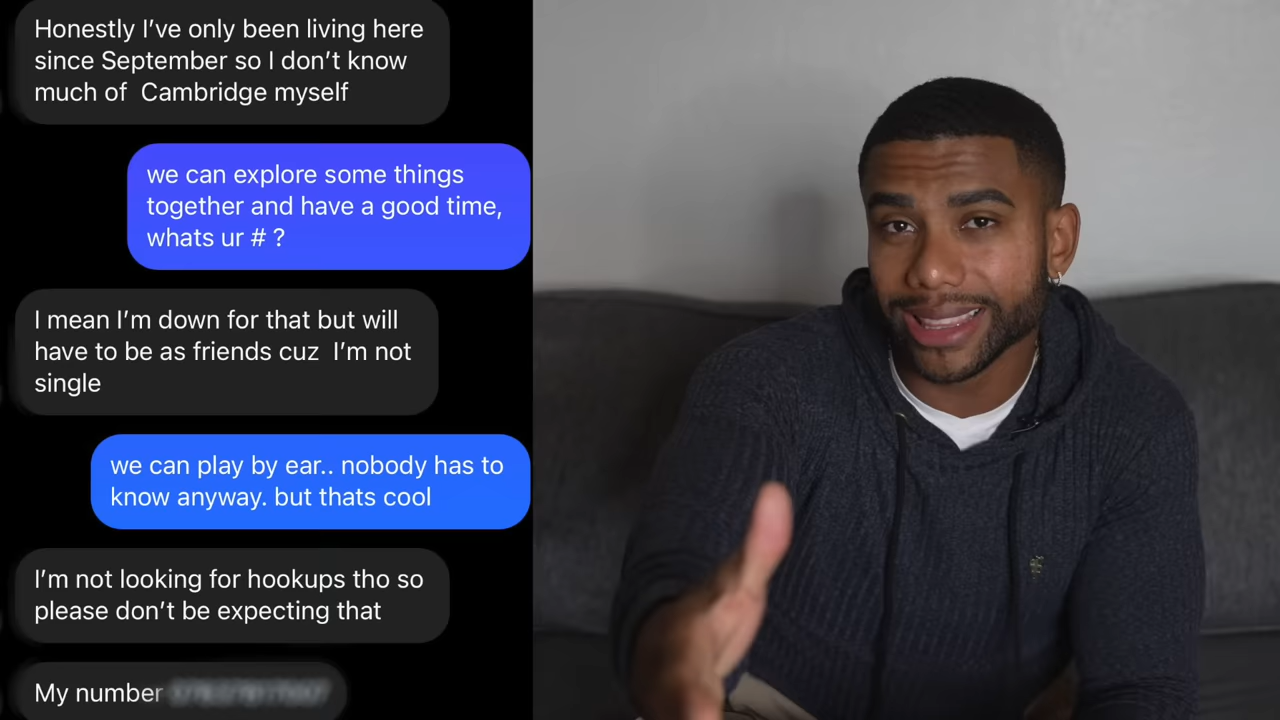 Honestly I’ve only been living here
since September so I don’t know
much of  Cambridge myself
we can explore some things
together and have a good time,
whats ur # ?
I mean I’m down for that but will
have to be as friends cuz  I’m not
single
we can play by ear.. nobody has to
know anyway. but thats cool
I’m not looking for hookups tho so
please don’t be expecting that
My number